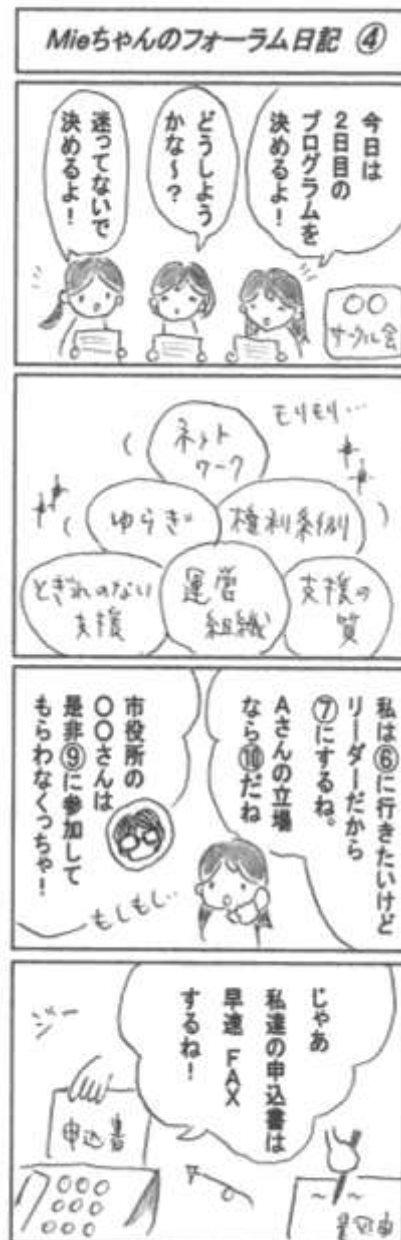 Mieちゃんのフォーラム日記 ④
今日は
2日目の
プログラムを
決めるよ!
どうしよう
かな～?
迷ってないで
決めるよ!
〇〇
サークル会
もりもり…
ネット
ワーク
ゆらぎ
権利条約
とぎれのない
支援
運営
組織
支援の
質
私は⑥に行きたいけど
リーダーだから
⑦にするね。
Aさんの立場
なら⑩だね
市役所の
〇〇さんは
是非⑨に参加して
もらわなくっちゃ!
もしもし..
じゃあ
私達の申込書は
早速 FAX
するね!
ジー
申込書